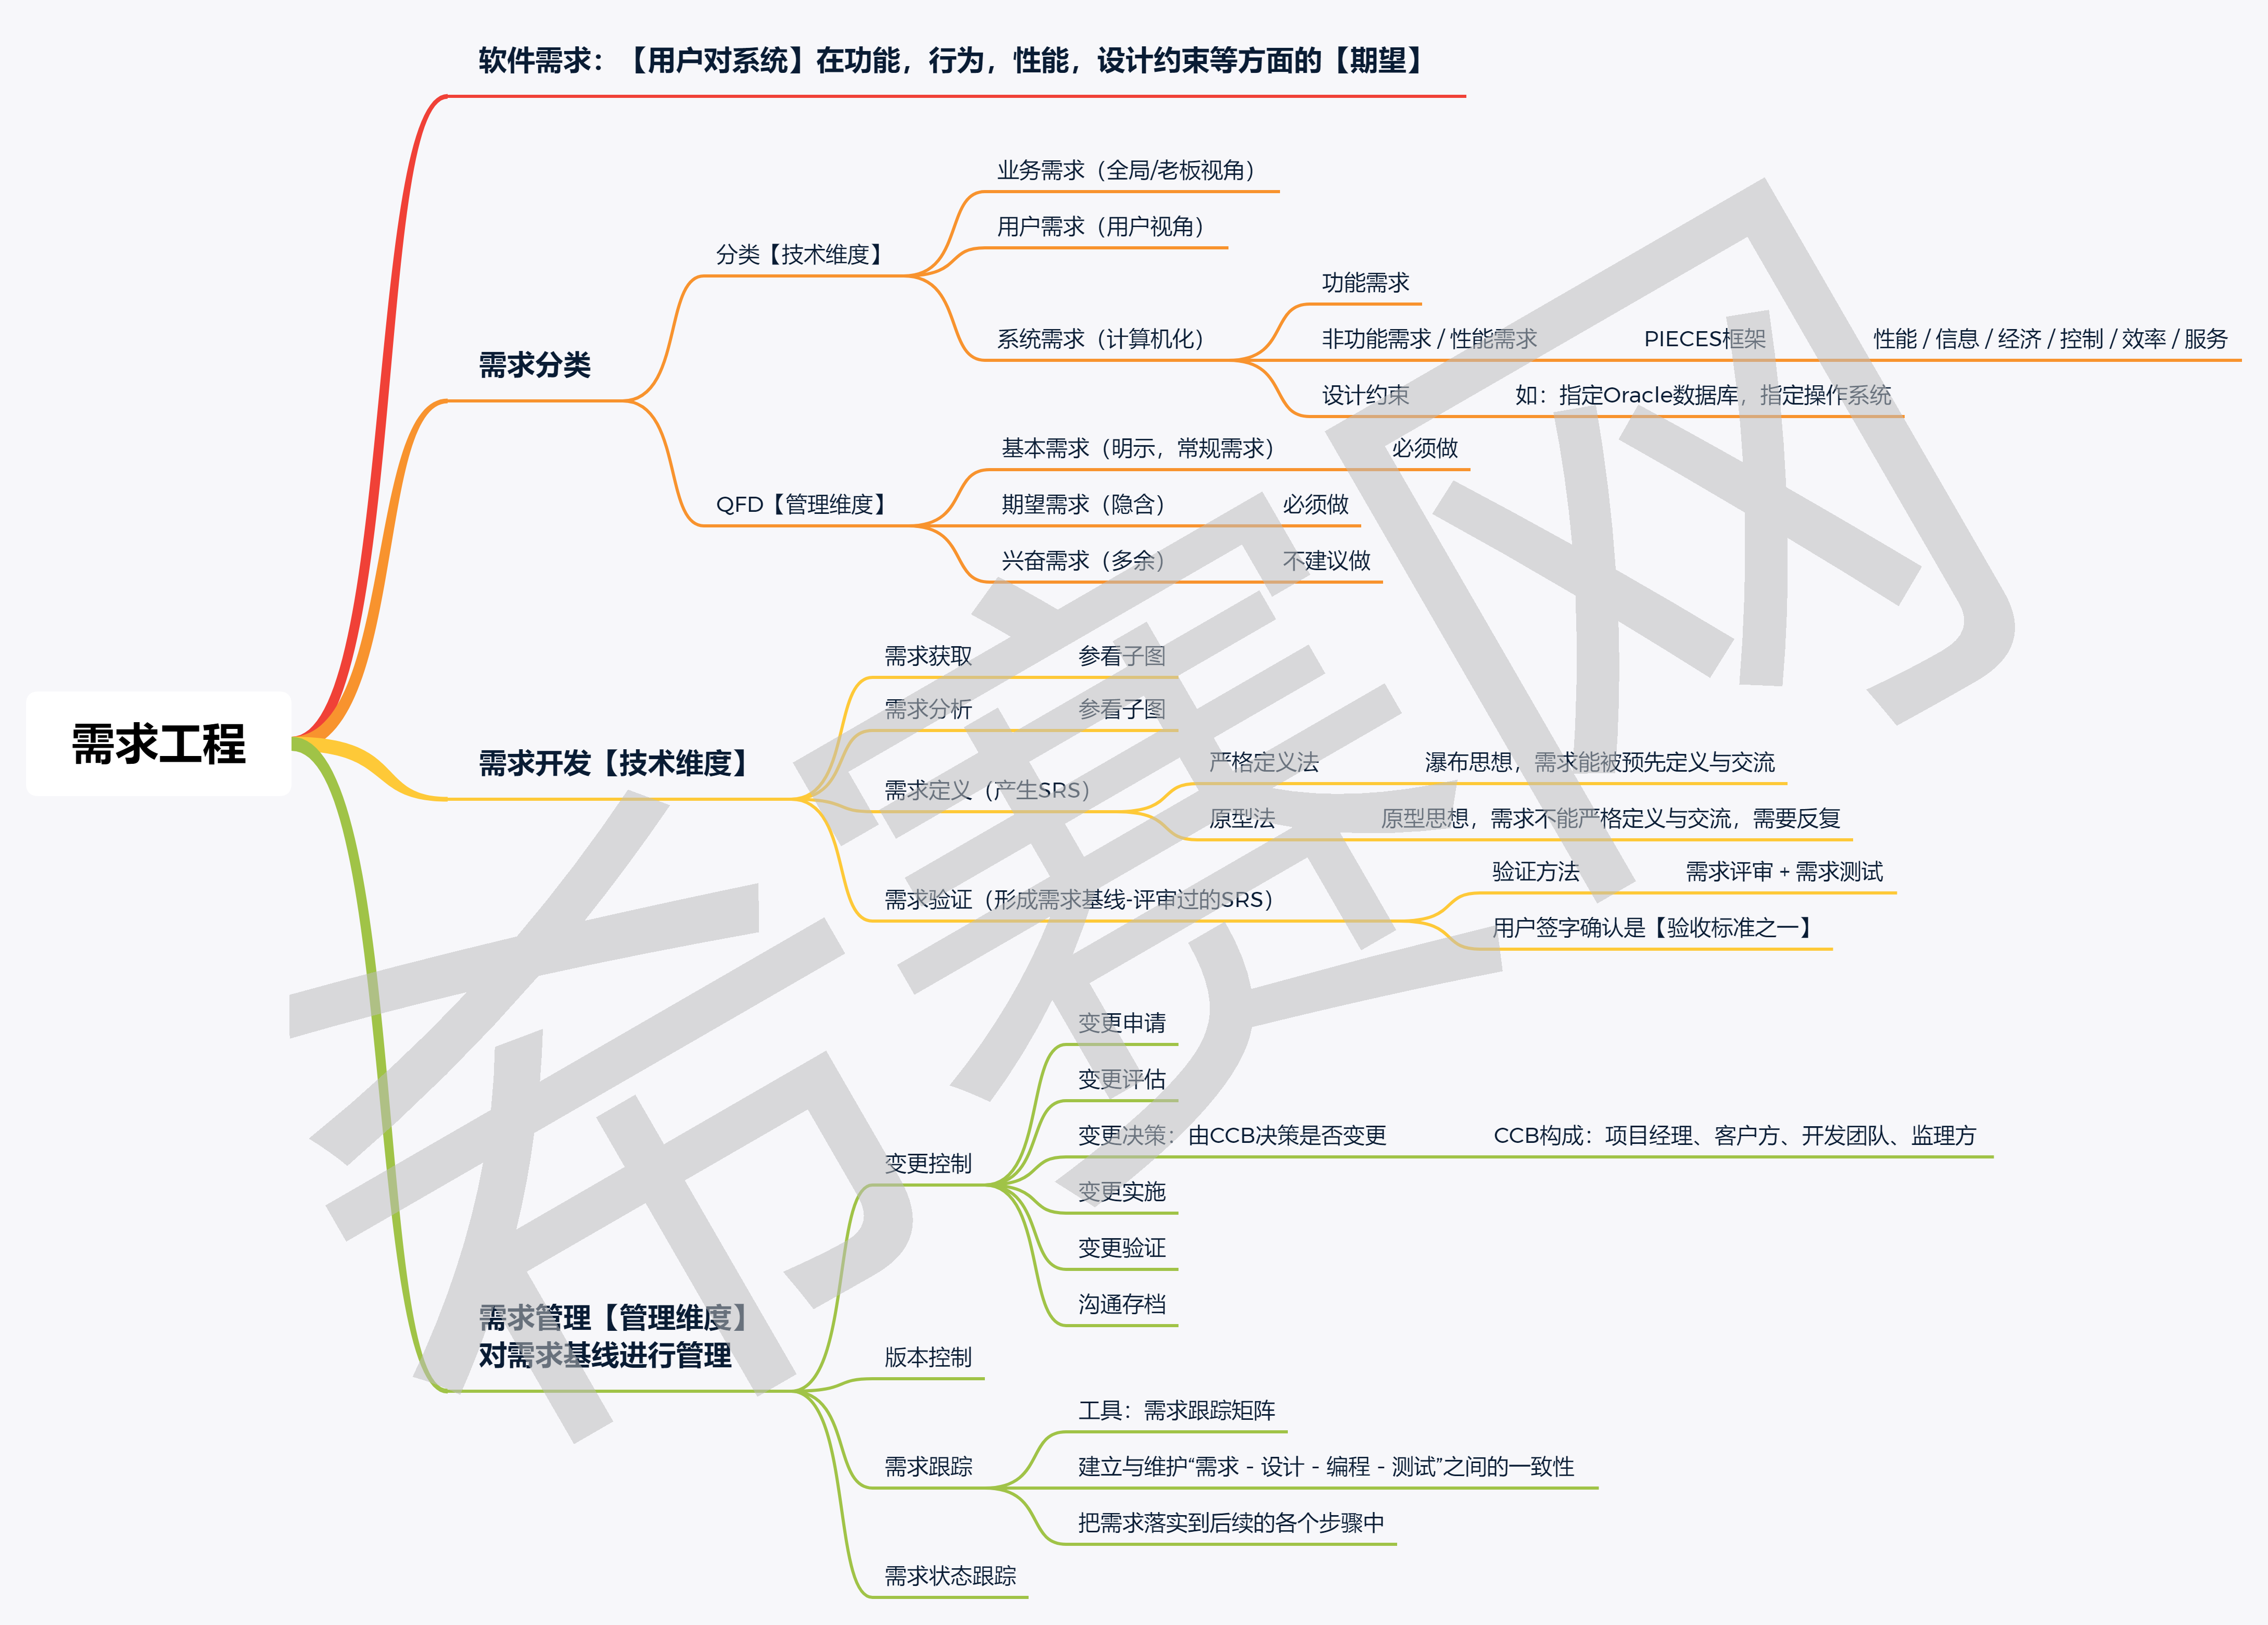 软件需求：【用户对系统】在功能，行为，性能，设计约束等方面的【期望】
业务需求（全局/老板视角）
用户需求（用户视角）
分类【技术维度】
功能需求
系统需求（计算机化）
非功能需求 / 性能需求
PIECES框架
性能 / 信息 / 经济 / 控制 / 效率 / 服务
需求分类
设计约束
如：指定Oracle数据库，指定操作系统
基本需求（明示，常规需求）
必须做
QFD【管理维度】
期望需求（隐含）
必须做
兴奋需求（多余）
不建议做
需求获取
参看子图
需求分析
参看子图
需求工程
需求开发【技术维度】
严格定义法
瀑布思想，需求能被预先定义与交流
需求定义（产生SRS）
原型法
原型思想，需求不能严格定义与交流，需要反复
验证方法
需求评审 + 需求测试
需求验证（形成需求基线-评审过的SRS）
用户签字确认是【验收标准之一】
变更申请
变更评估
变更决策：由CCB决策是否变更
CCB构成：项目经理、客户方、开发团队、监理方
变更控制
变更实施
变更验证
沟通存档
需求管理【管理维度】
对需求基线进行管理
版本控制
工具：需求跟踪矩阵
需求跟踪
建立与维护“需求 - 设计 - 编程 - 测试”之间的一致性
把需求落实到后续的各个步骤中
需求状态跟踪
希赛网